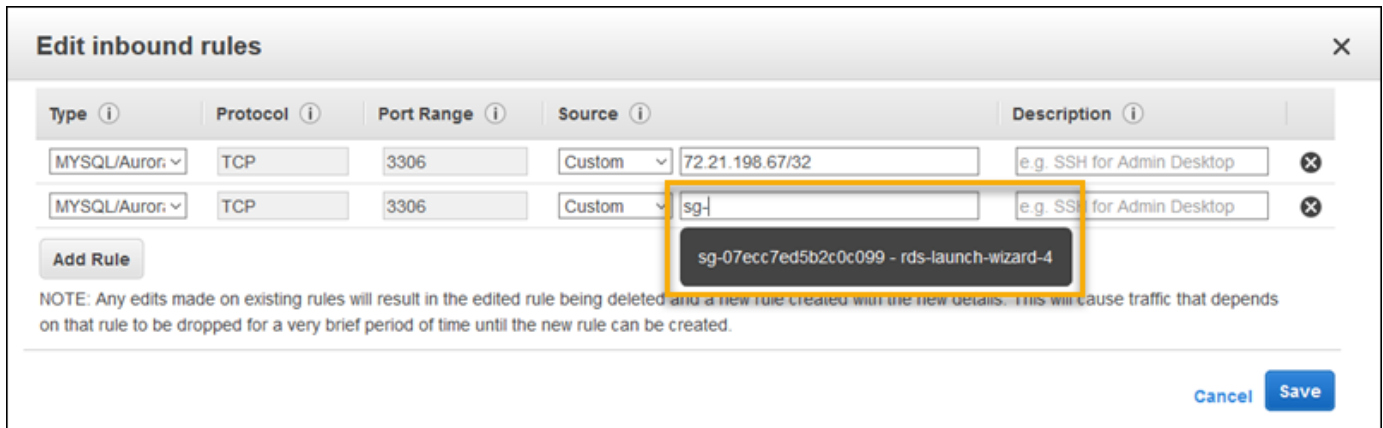 Edit inbound rules
Type Protocol Port Range Source Description
MYSQL/Auror TCP 3306 Custom 72.21.198.67/32 e.g. SSH for Admin Desktop
MYSQL/Auror TCP 3306 Custom sg- e.g. SSH for Admin Desktop
sg-07ecc7ed5b2c0c099 - rds-launch-wizard-4
Add Rule
NOTE: Any edits made on existing rules will result in the edited rule being deleted and a new rule created with the new details. This will cause traffic that depends
on that rule to be dropped for a very brief period of time until the new rule can be created.
Cancel Save